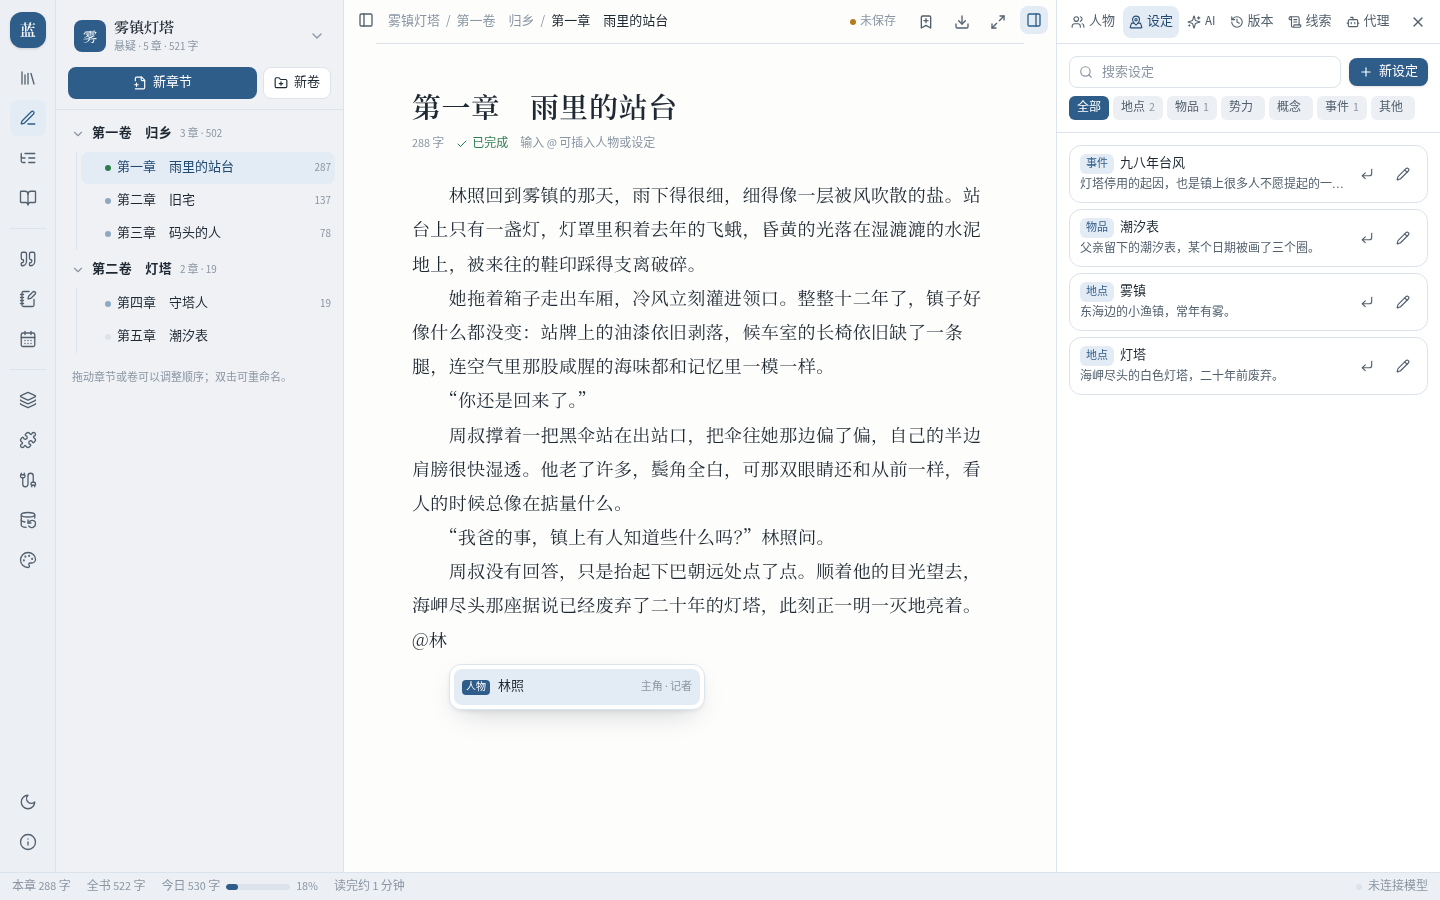 蓝
雾
雾镇灯塔
悬疑 · 5 章 · 521 字
新章节
新卷
第一卷　归乡 3 章 · 502
第一章　雨里的站台 287
第二章　旧宅 137
第三章　码头的人 78
第二卷　灯塔 2 章 · 19
第四章　守塔人 19
第五章　潮汐表
拖动章节或卷可以调整顺序；双击可重命名。
雾镇灯塔 / 第一卷　归乡 / 第一章　雨里的站台
未保存
第一章　雨里的站台
288 字 已完成 输入 @ 可插入人物或设定
林照回到雾镇的那天，雨下得很细，细得像一层被风吹散的盐。站
台上只有一盏灯，灯罩里积着去年的飞蛾，昏黄的光落在湿漉漉的水泥
地上，被来往的鞋印踩得支离破碎。
她拖着箱子走出车厢，冷风立刻灌进领口。整整十二年了，镇子好
像什么都没变：站牌上的油漆依旧剥落，候车室的长椅依旧缺了一条
腿，连空气里那股咸腥的海味都和记忆里一模一样。
“你还是回来了。”
周叔撑着一把黑伞站在出站口，把伞往她那边偏了偏，自己的半边
肩膀很快湿透。他老了许多，鬓角全白，可那双眼睛还和从前一样，看
人的时候总像在掂量什么。
“我爸的事，镇上有人知道些什么吗？”林照问。
周叔没有回答，只是抬起下巴朝远处点了点。顺着他的目光望去，
海岬尽头那座据说已经废弃了二十年的灯塔，此刻正一明一灭地亮着。
@林
人物 林照 主角 · 记者
人物 设定 AI 版本 线索 代理
搜索设定
新设定
全部 地点 2 物品 1 势力 概念 事件 1 其他
事件 九八年台风
灯塔停用的起因，也是镇上很多人不愿提起的一…
物品 潮汐表
父亲留下的潮汐表，某个日期被画了三个圈。
地点 雾镇
东海边的小渔镇，常年有雾。
地点 灯塔
海岬尽头的白色灯塔，二十年前废弃。
本章 288 字 全书 522 字 今日 530 字 18% 读完约 1 分钟
未连接模型